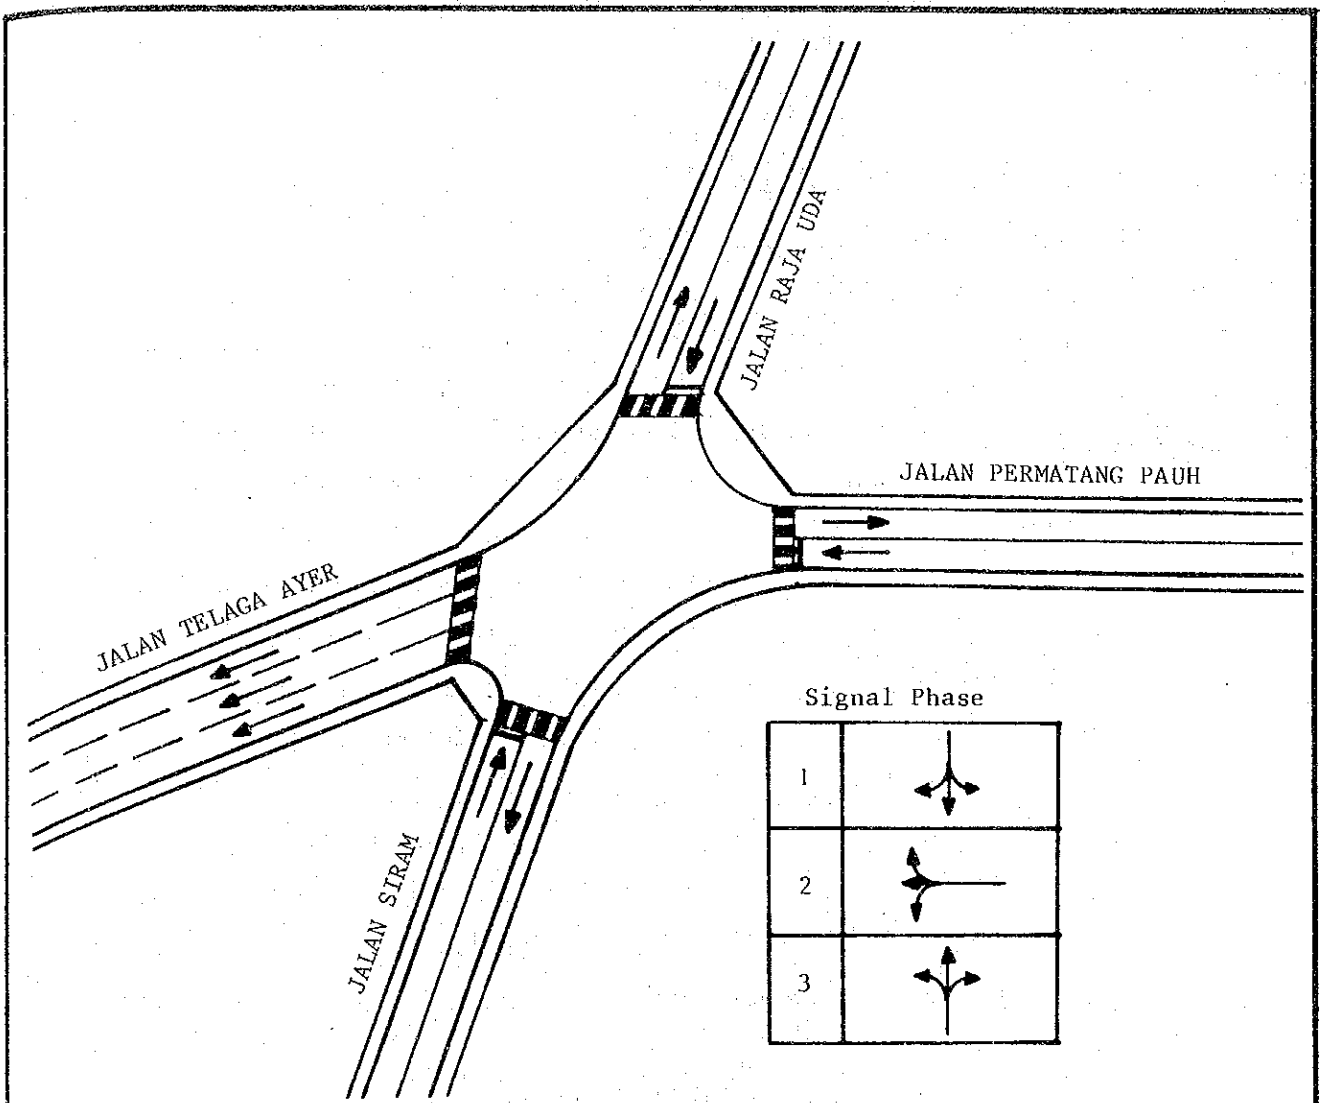 JALAN RAJA UDA
JALAN PERMATANG PAUH
JALAN TELAGA AYER
JALAN SIRAM
Signal Phase
1
2
3